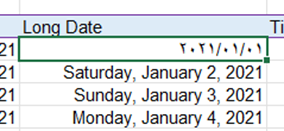 Long Date Ti
21 ٢٠٢١/٠١/٠١
21 Saturday, January 2, 2021
21 Sunday, January 3, 2021
21 Monday, January 4, 2021